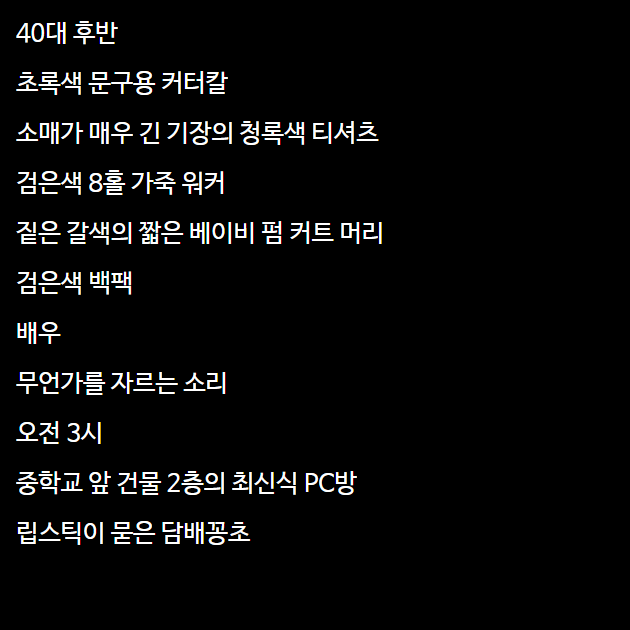 40대 후반
초록색 문구용 커터칼
소매가 매우 긴 기장의 청록색 티셔츠
검은색 8홀 가죽 워커
짙은 갈색의 짧은 베이비 펌 커트 머리
검은색 백팩
배우
무언가를 자르는 소리
오전 3시
중학교 앞 건물 2층의 최신식 PC방
립스틱이 묻은 담배꽁초